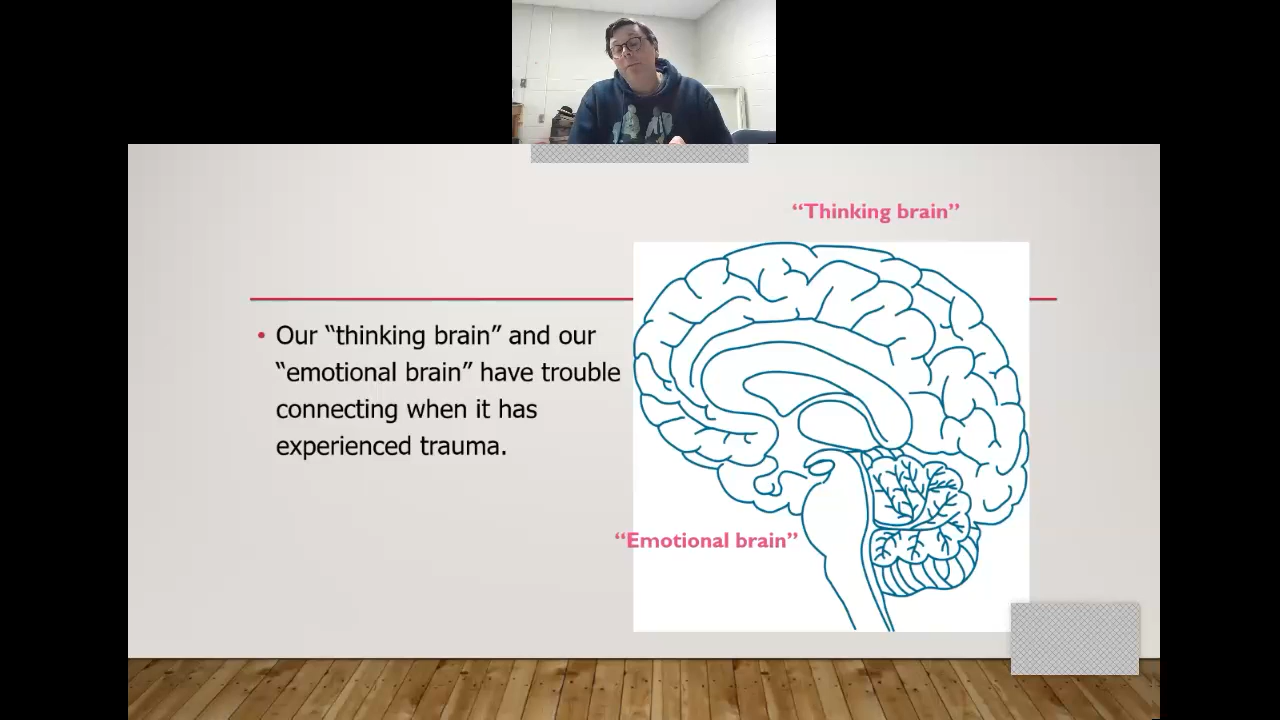 “Thinking brain”
• Our “thinking brain” and our
“emotional brain” have trouble
connecting when it has
experienced trauma.
“Emotional brain”